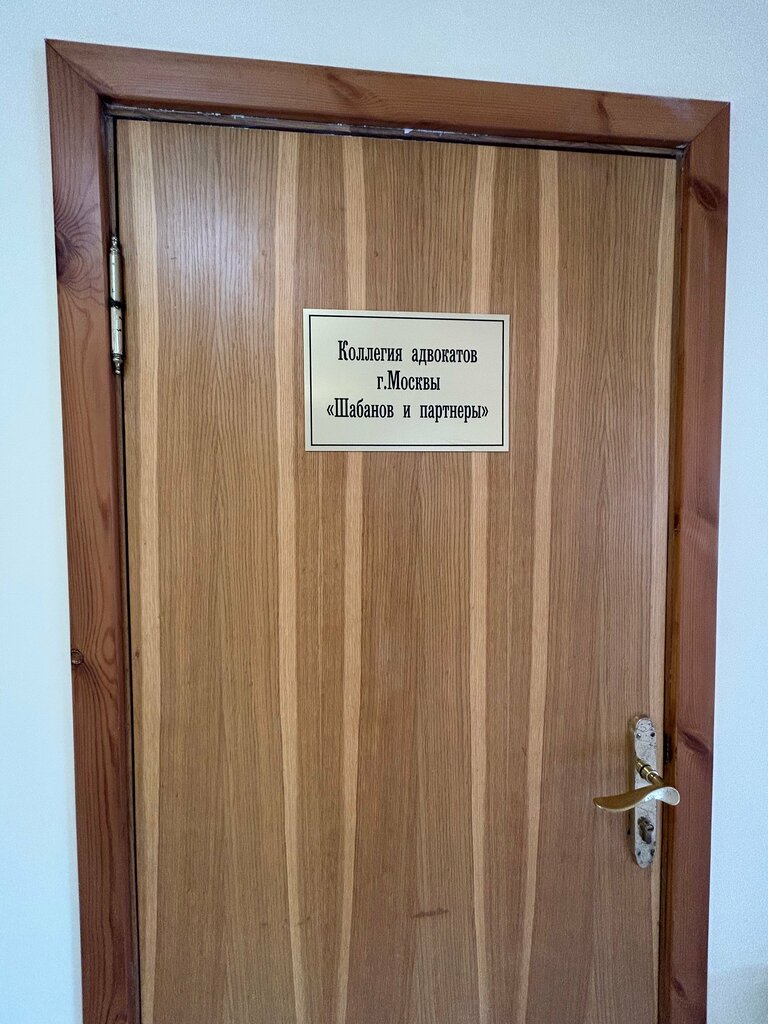 Коллегия адвокатов
г.Москвы
«Шабанов и партнеры»